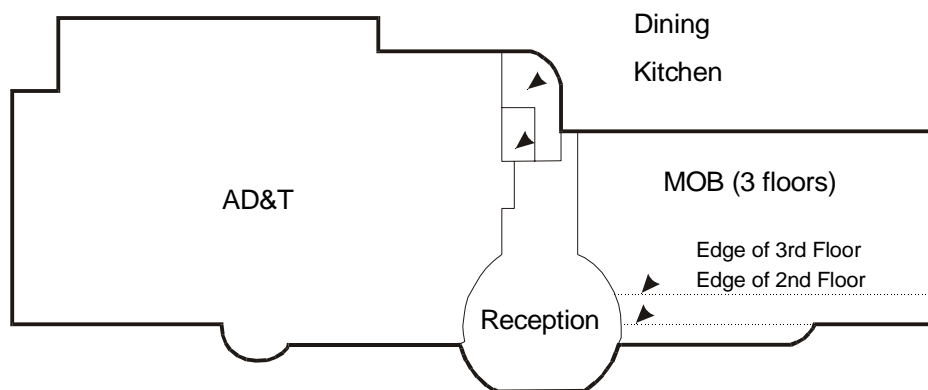 Dining
Kitchen
MOB (3 floors)
AD&T
Edge of 3rd Floor
Edge of 2nd Floor
Reception